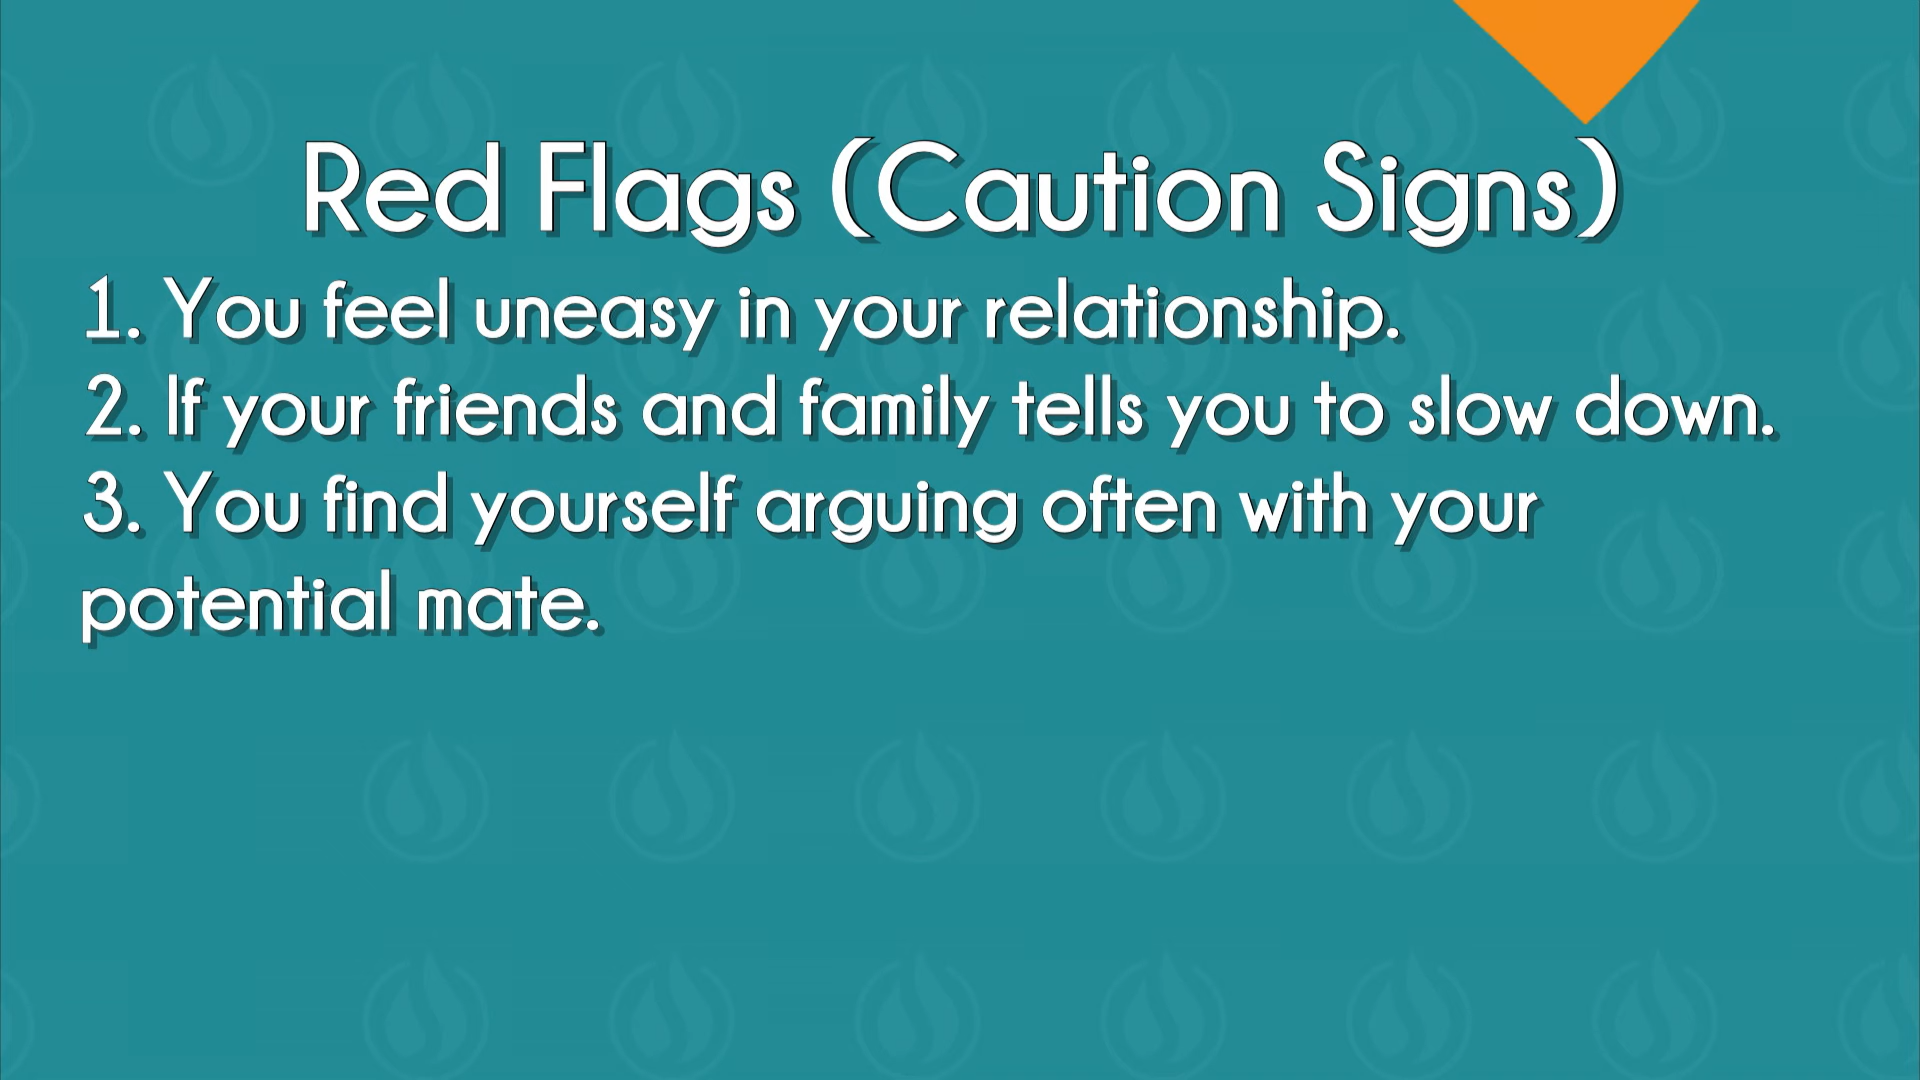 Red Flags (Caution Signs)
1. You feel uneasy in your relationship.
2. If your friends and family tells you to slow down.
3. You find yourself arguing often with your
potential mate.